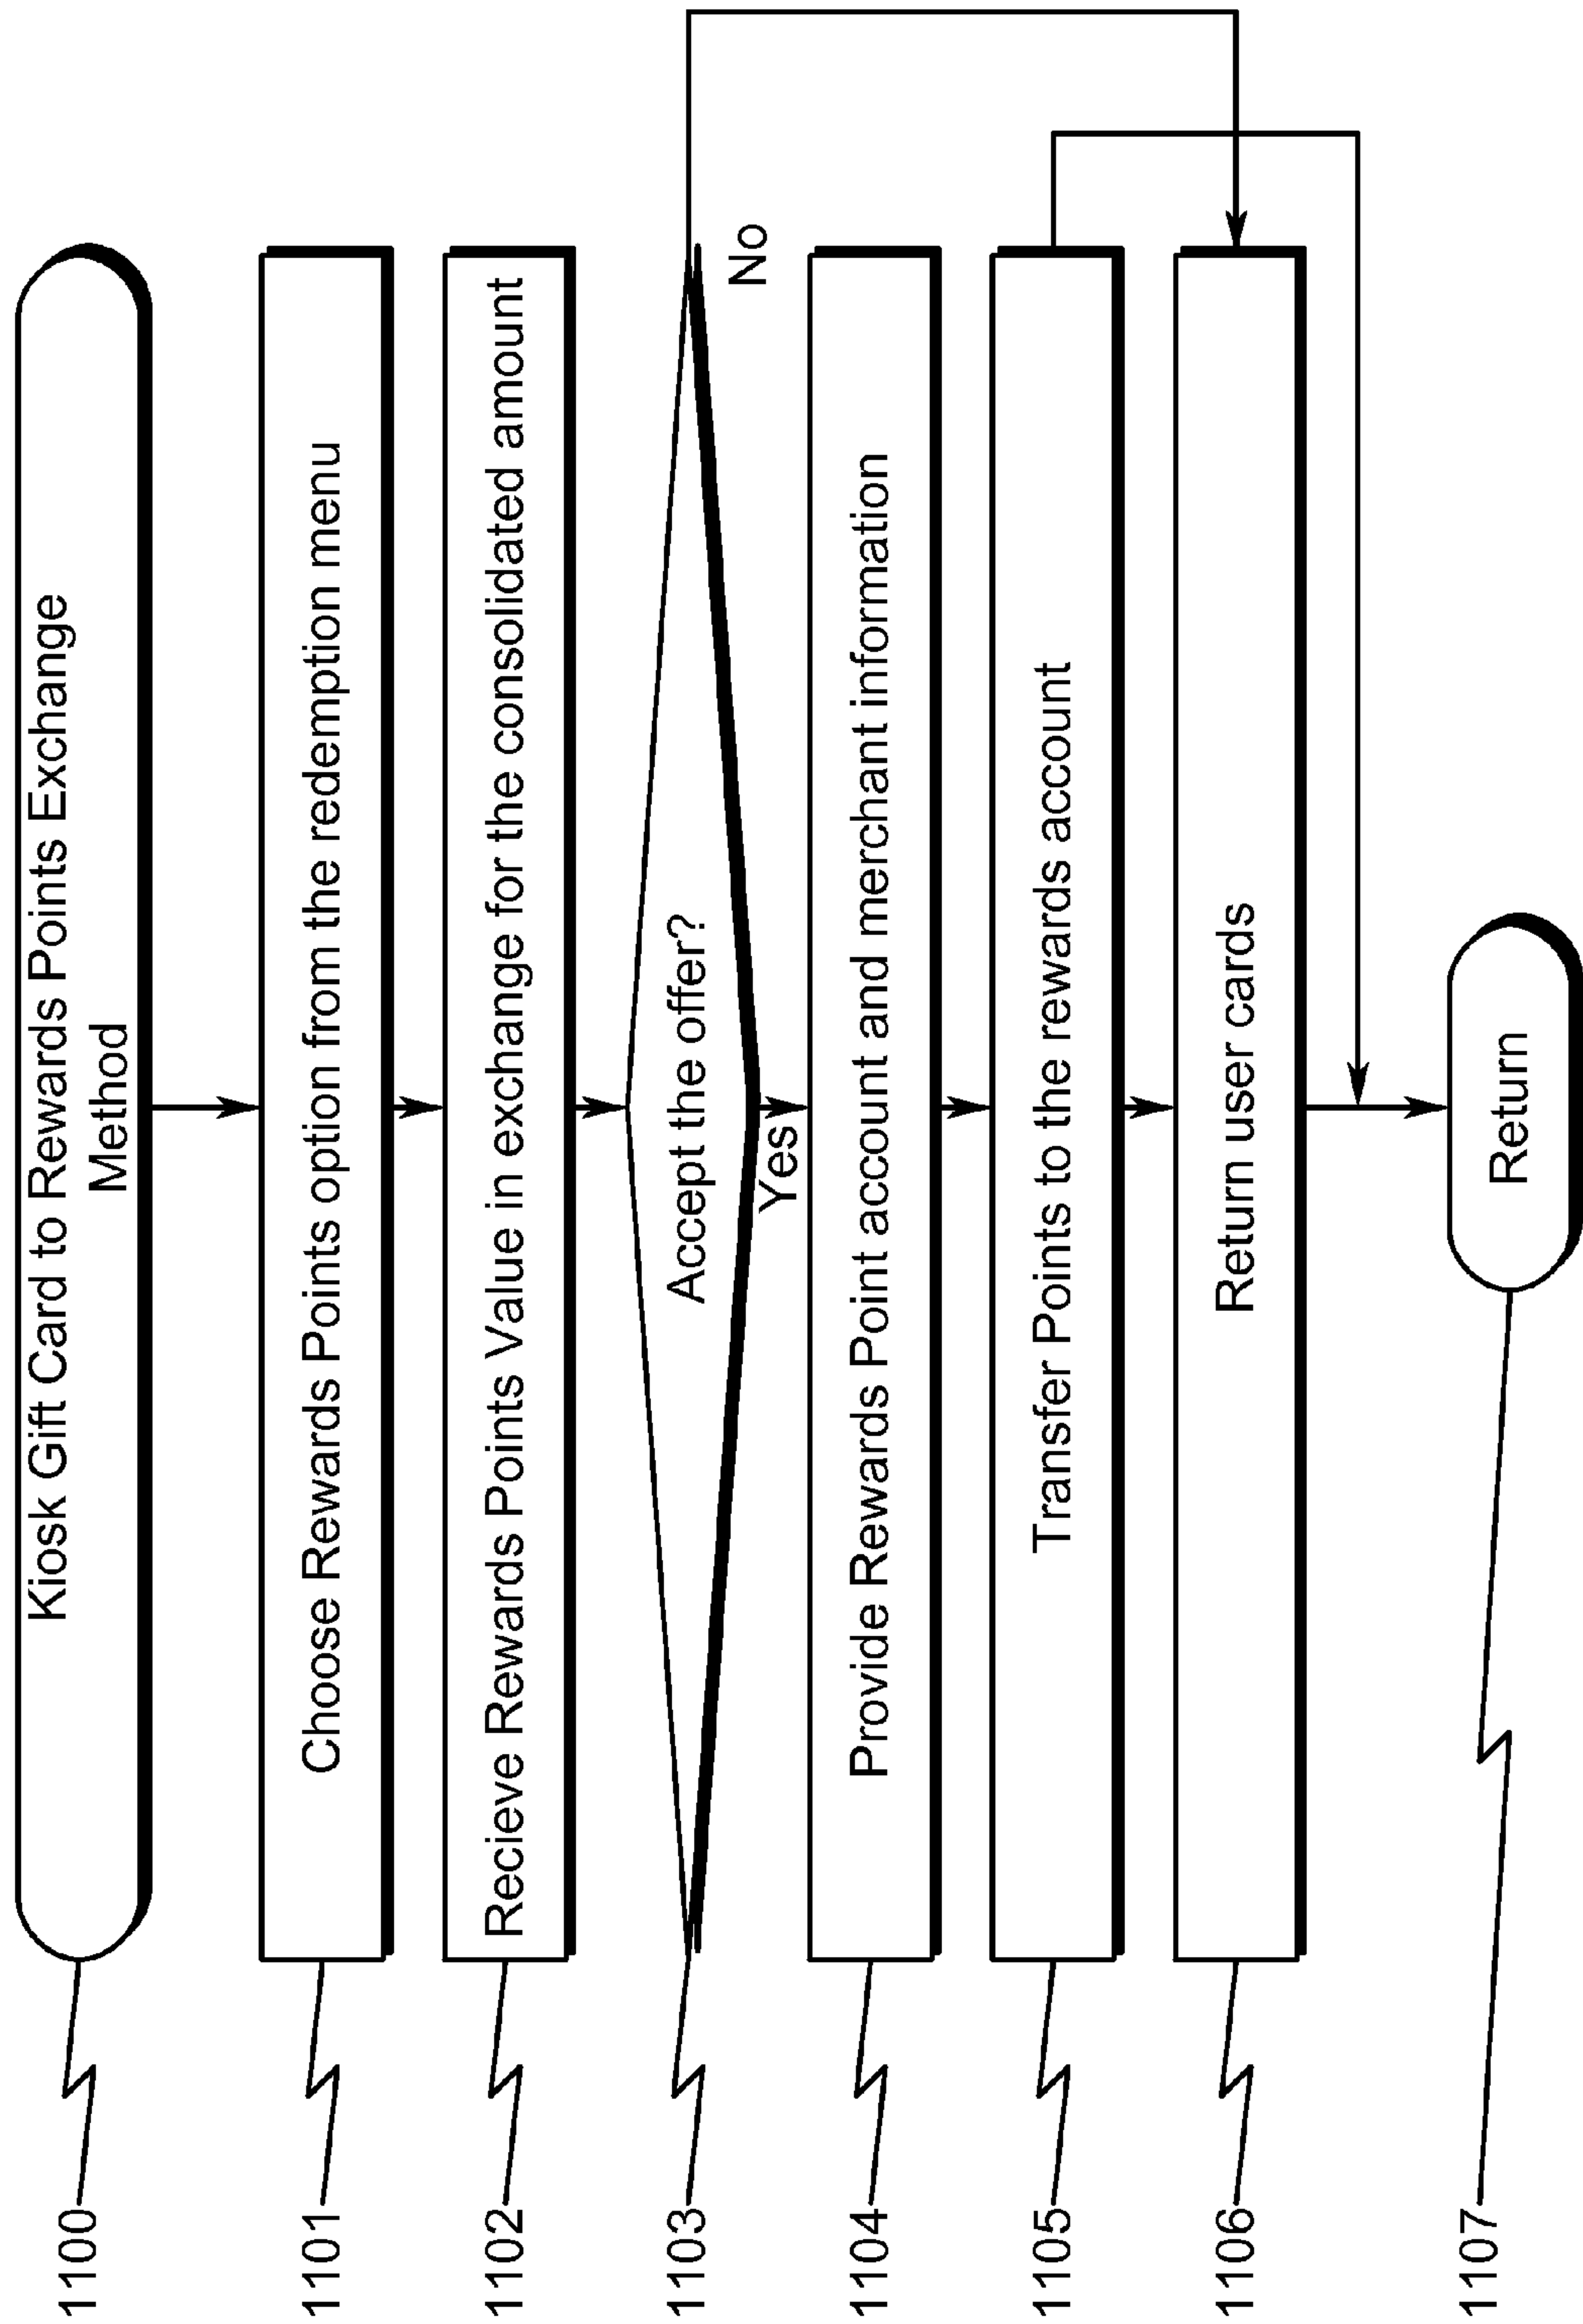 Kiosk Gift Card to Rewards Points Exchange
Method
1100
Choose Rewards Points option from the redemption menu
1101
Recieve Rewards Points Value in exchange for the consolidated amount
1102
Accept the offer?
1103
No
Yes
Provide Rewards Point account and merchant information
1104
Transfer Points to the rewards account
1105
Return user cards
1106
Return
1107